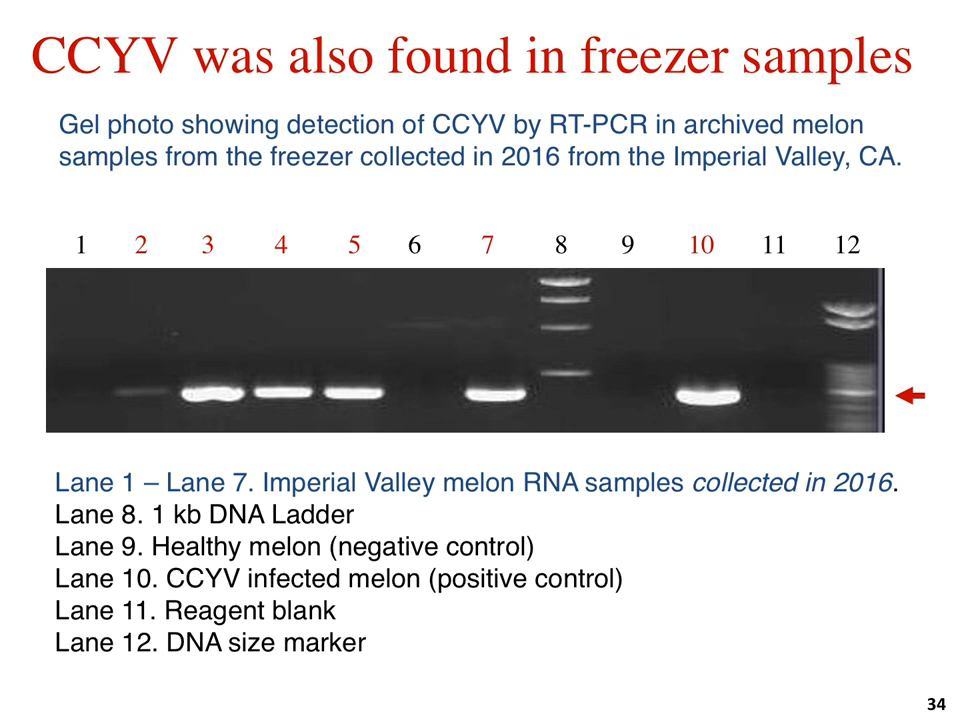 CCYV was also found in freezer samples
Gel photo showing detection of CCYV by RT-PCR in archived melon
samples from the freezer collected in 2016 from the Imperial Valley, CA.
1 2 3 4 5 6 7 8 9 10 11 12
Lane 1 – Lane 7. Imperial Valley melon RNA samples collected in 2016.
Lane 8. 1 kb DNA Ladder
Lane 9. Healthy melon (negative control)
Lane 10. CCYV infected melon (positive control)
Lane 11. Reagent blank
Lane 12. DNA size marker
34